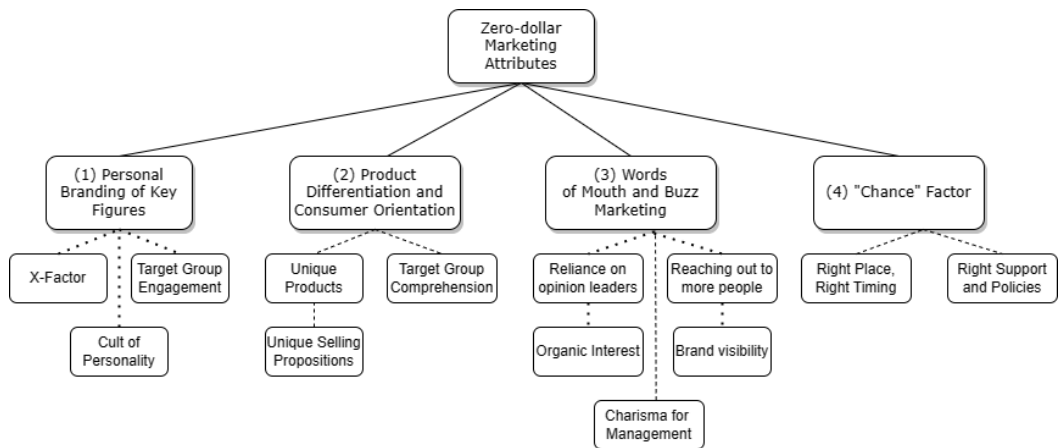 Zero-dollar
Marketing
Attributes
(1) Personal
Branding of Key
Figures
(2) Product
Differentiation and
Consumer Orientation
(3) Words
of Mouth and Buzz
Marketing
(4) "Chance" Factor
X-Factor
Target Group
Engagement
Cult of
Personality
Unique
Products
Target Group
Comprehension
Unique Selling
Propositions
Reliance on
opinion leaders
Reaching out to
more people
Organic Interest
Brand visibility
Charisma for
Management
Right Place,
Right Timing
Right Support
and Policies